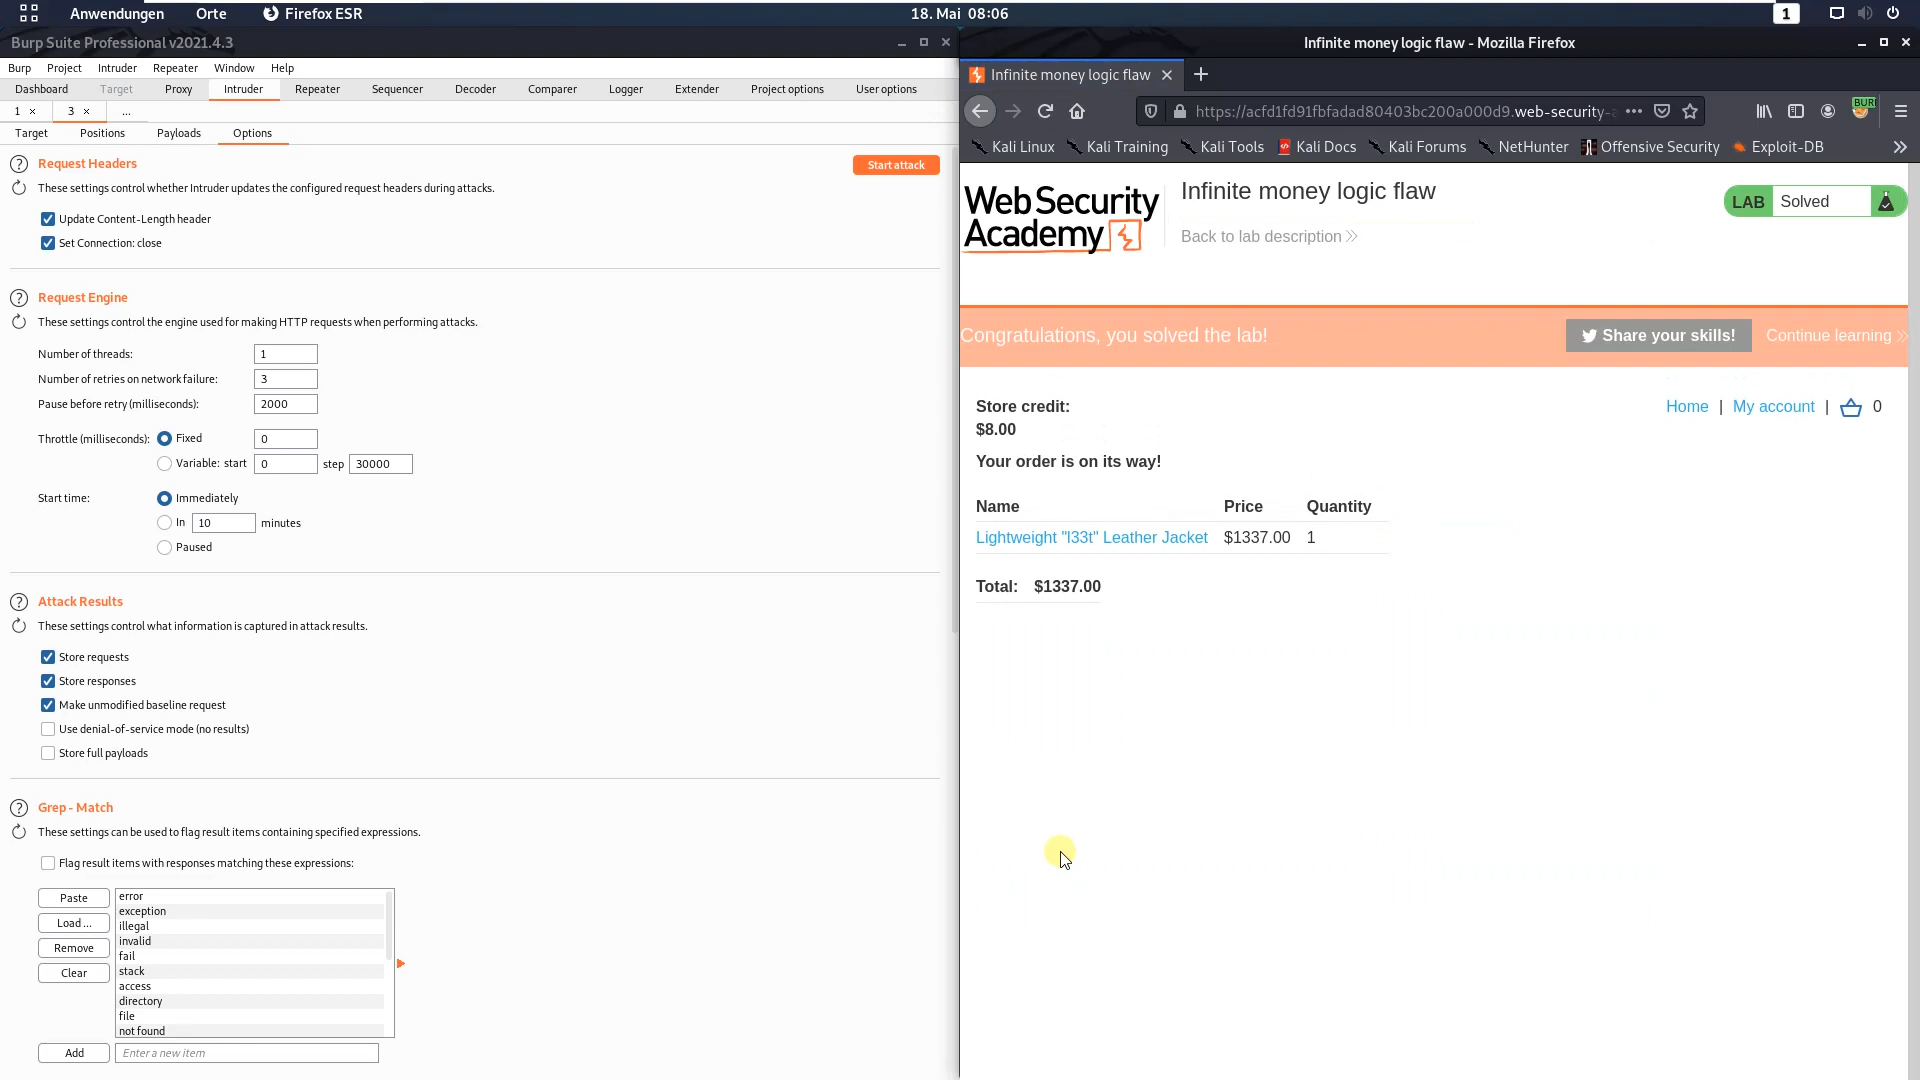 Anwendungen Orte Firefox ESR 18. Mai 08:06 1
Burp Suite Professional v2021.4.3
Burp Project Intruder Repeater Window Help
Dashboard Target Proxy Intruder Repeater Sequencer Decoder Comparer Logger Extender Project options User options
1 × 3 × ...
Target Positions Payloads Options
? Request Headers Start attack
These settings control whether Intruder updates the configured request headers during attacks.
Update Content-Length header
Set Connection: close
? Request Engine
These settings control the engine used for making HTTP requests when performing attacks.
Number of threads: 1
Number of retries on network failure: 3
Pause before retry (milliseconds): 2000
Throttle (milliseconds): Fixed 0
Variable: start 0 step 30000
Start time: Immediately
In 10 minutes
Paused
? Attack Results
These settings control what information is captured in attack results.
Store requests
Store responses
Make unmodified baseline request
Use denial-of-service mode (no results)
Store full payloads
? Grep - Match
These settings can be used to flag result items containing specified expressions.
Flag result items with responses matching these expressions:
Paste
Load ...
Remove
Clear
error
exception
illegal
invalid
fail
stack
access
directory
file
not found
Add Enter a new item
Infinite money logic flaw - Mozilla Firefox
Infinite money logic flaw
https://acfd1fd91fbfadad80403bc200a000d9.web-security-
Kali Linux Kali Training Kali Tools Kali Docs Kali Forums NetHunter Offensive Security Exploit-DB
Web Security
Academy
Infinite money logic flaw
Back to lab description
LAB Solved
Congratulations, you solved the lab! Share your skills! Continue learning
Store credit:
$8.00
Home | My account | 0
Your order is on its way!
Name Price Quantity
Lightweight "l33t" Leather Jacket $1337.00 1
Total: $1337.00